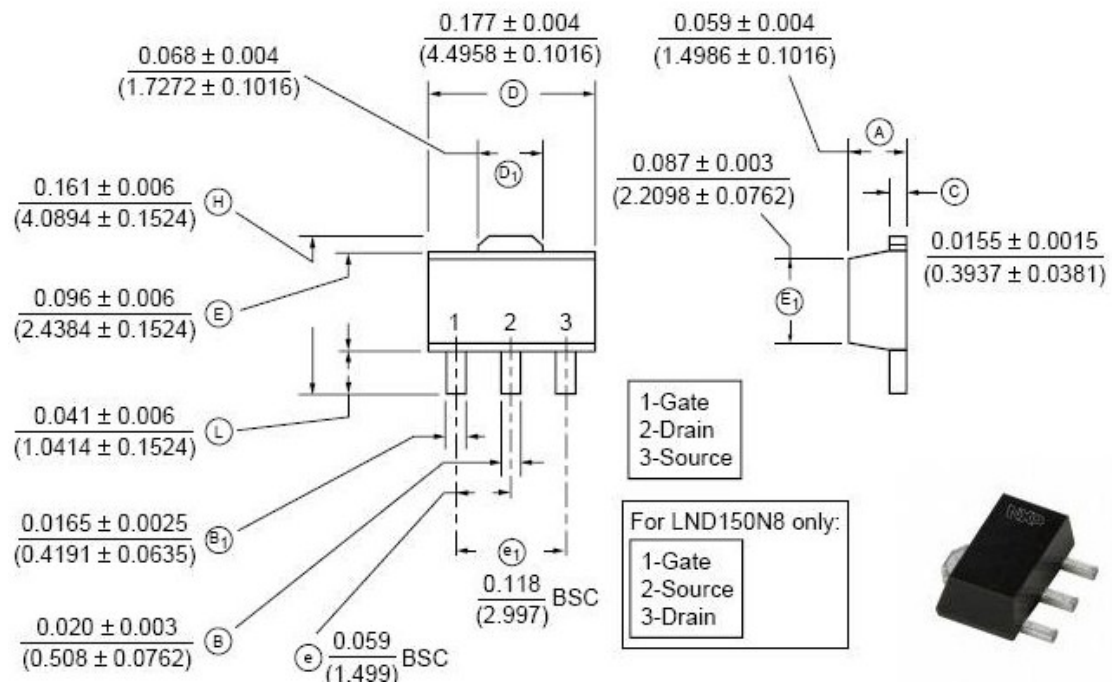 0.177 ± 0.004
(4.4958 ± 0.1016)
D
0.059 ± 0.004
(1.4986 ± 0.1016)
0.068 ± 0.004
(1.7272 ± 0.1016)
D1
A
0.087 ± 0.003
(2.2098 ± 0.0762)
C
0.161 ± 0.006
(4.0894 ± 0.1524)
H
0.0155 ± 0.0015
(0.3937 ± 0.0381)
0.096 ± 0.006
(2.4384 ± 0.1524)
E
E1
1 2 3
0.041 ± 0.006
(1.0414 ± 0.1524)
L
1-Gate
2-Drain
3-Source
0.0165 ± 0.0025
(0.4191 ± 0.0635)
B1
e1
0.118
(2.997)
BSC
For LND150N8 only:
1-Gate
2-Source
3-Drain
NXP
0.020 ± 0.003
(0.508 ± 0.0762)
B
e
0.059
(1.499)
BSC